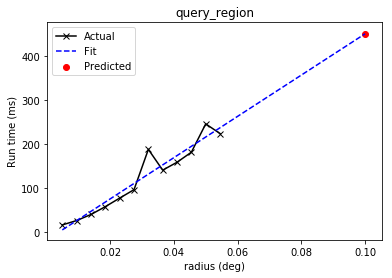 query_region
Actual
Fit
Predicted
Run time (ms)
400
300
200
100
0
0.02
0.04
0.06
0.08
0.10
radius (deg)